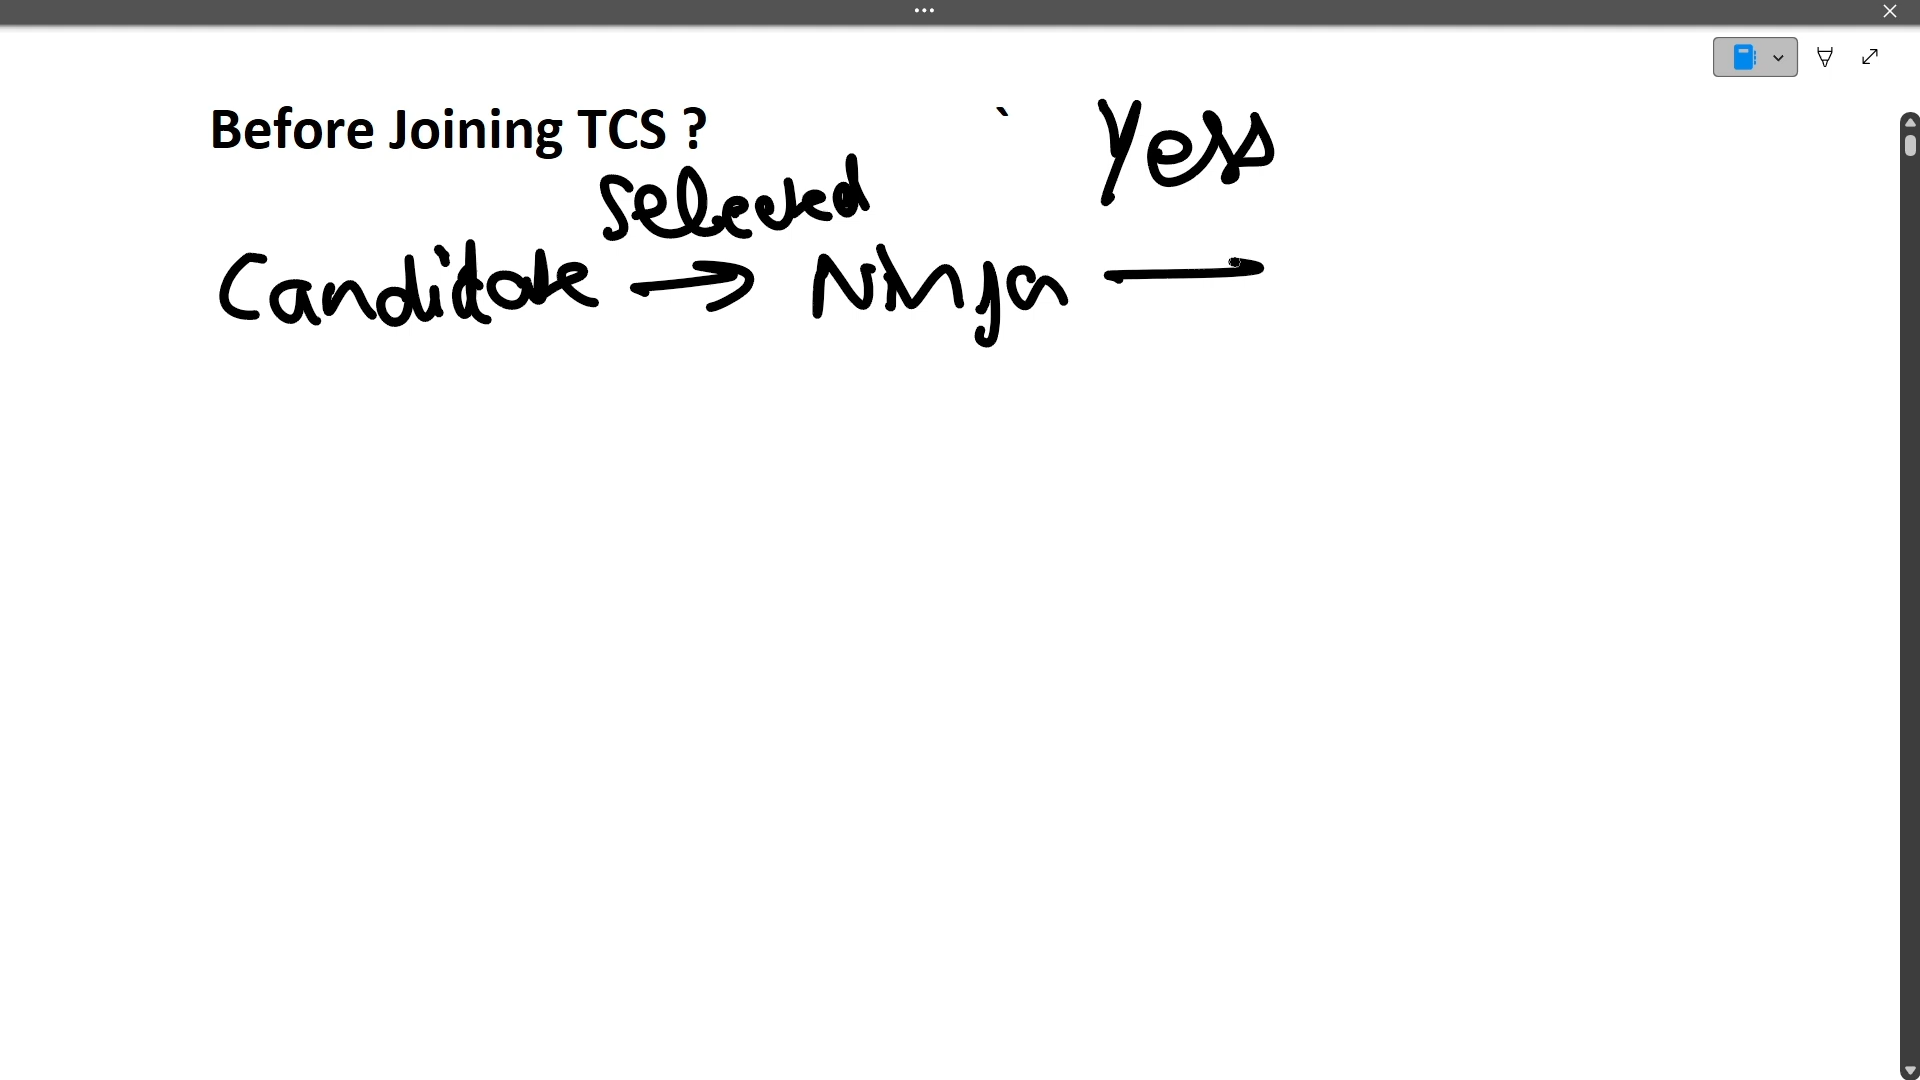 Before Joining TCS ?
Yess
Selected
Candidate → Ninja →